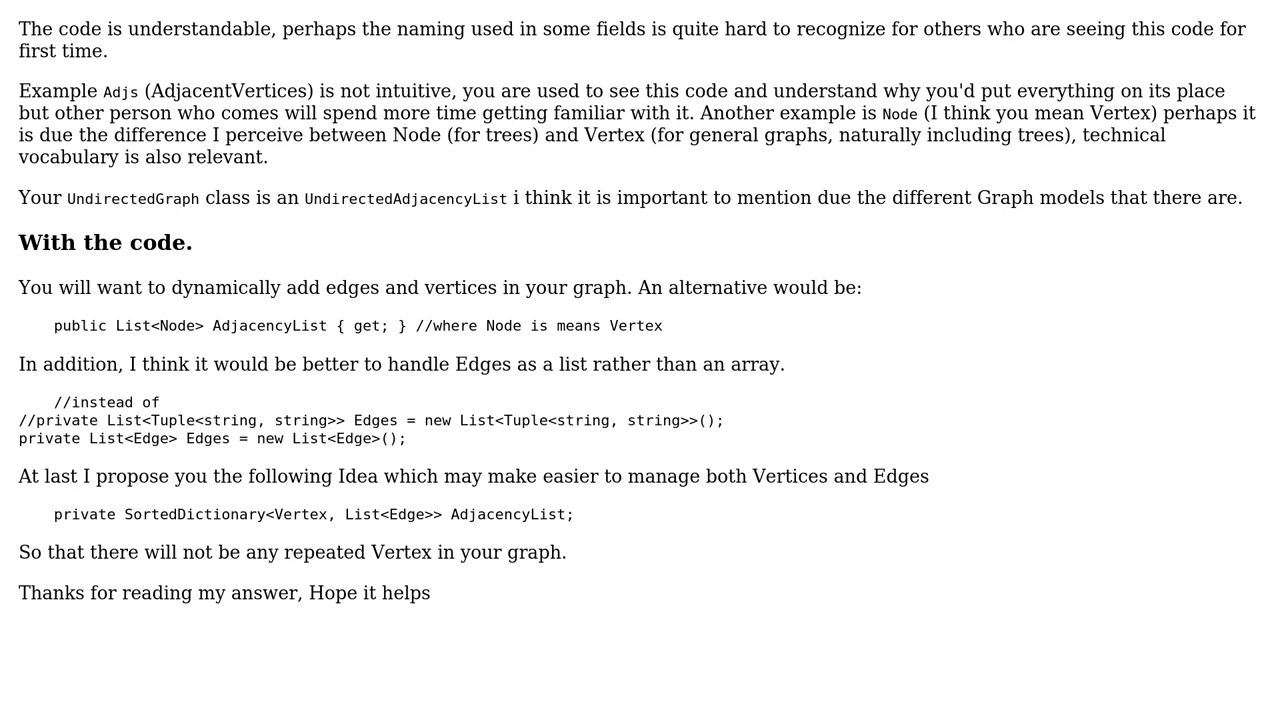 The code is understandable, perhaps the naming used in some fields is quite hard to recognize for others who are seeing this code for
first time.
Example Adjs (AdjacentVertices) is not intuitive, you are used to see this code and understand why you'd put everything on its place
but other person who comes will spend more time getting familiar with it. Another example is Node (I think you mean Vertex) perhaps it
is due the difference I perceive between Node (for trees) and Vertex (for general graphs, naturally including trees), technical
vocabulary is also relevant.
Your UndirectedGraph class is an UndirectedAdjacencyList i think it is important to mention due the different Graph models that there are.
With the code.
You will want to dynamically add edges and vertices in your graph. An alternative would be:
public List<Node> AdjacencyList { get; } //where Node is means Vertex
In addition, I think it would be better to handle Edges as a list rather than an array.
//instead of
//private List<Tuple<string, string>> Edges = new List<Tuple<string, string>>();
private List<Edge> Edges = new List<Edge>();
At last I propose you the following Idea which may make easier to manage both Vertices and Edges
private SortedDictionary<Vertex, List<Edge>> AdjacencyList;
So that there will not be any repeated Vertex in your graph.
Thanks for reading my answer, Hope it helps